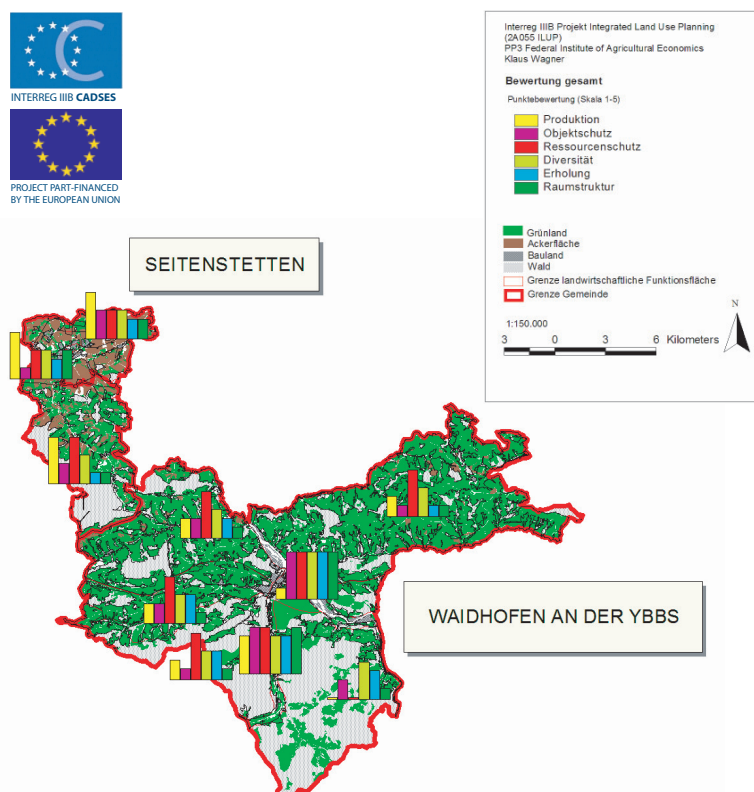 C
INTERREG IIIB CADSES
PROJECT PART-FINANCED
BY THE EUROPEAN UNION
Interreg IIIB Projekt Integrated Land Use Planning
(2A055 ILUP)
PP3 Federal Institute of Agricultural Economics
Klaus Wagner
Bewertung gesamt
Punktebewertung (Skala 1-5)
Produktion
Objektschutz
Ressourcenschutz
Diversität
Erholung
Raumstruktur
Grünland
Ackerfläche
Bauland
Wald
Grenze landwirtschaftliche Funktionsfläche
Grenze Gemeinde
N
1:150.000
3 0 3 6 Kilometers
SEITENSTETTEN
WAIDHOFEN AN DER YBBS